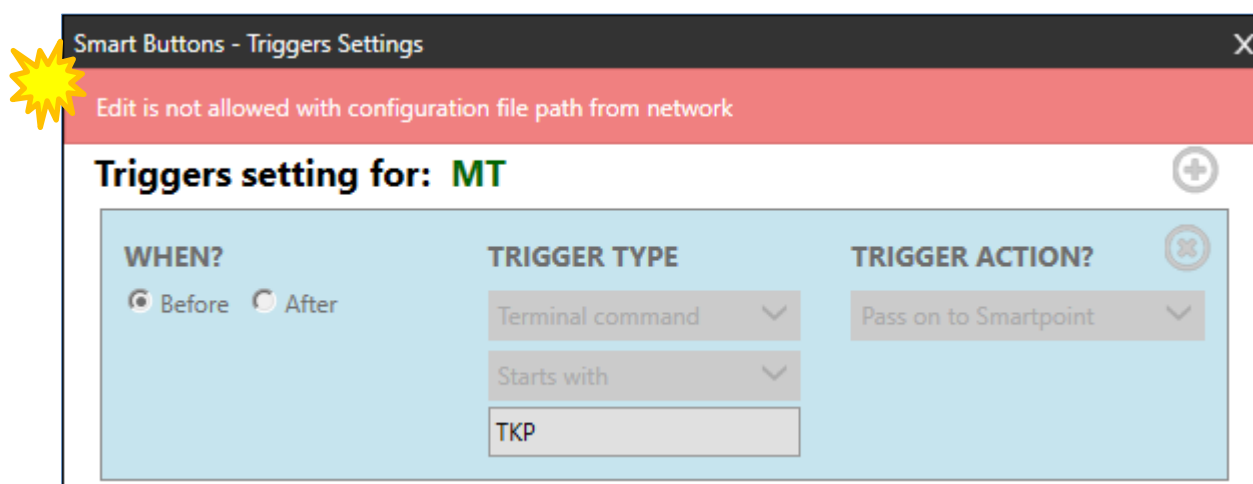 Smart Buttons - Triggers Settings
Edit is not allowed with configuration file path from network
Triggers setting for: MT
WHEN? TRIGGER TYPE TRIGGER ACTION?
Before After Terminal command Pass on to Smartpoint
Starts with
TKP